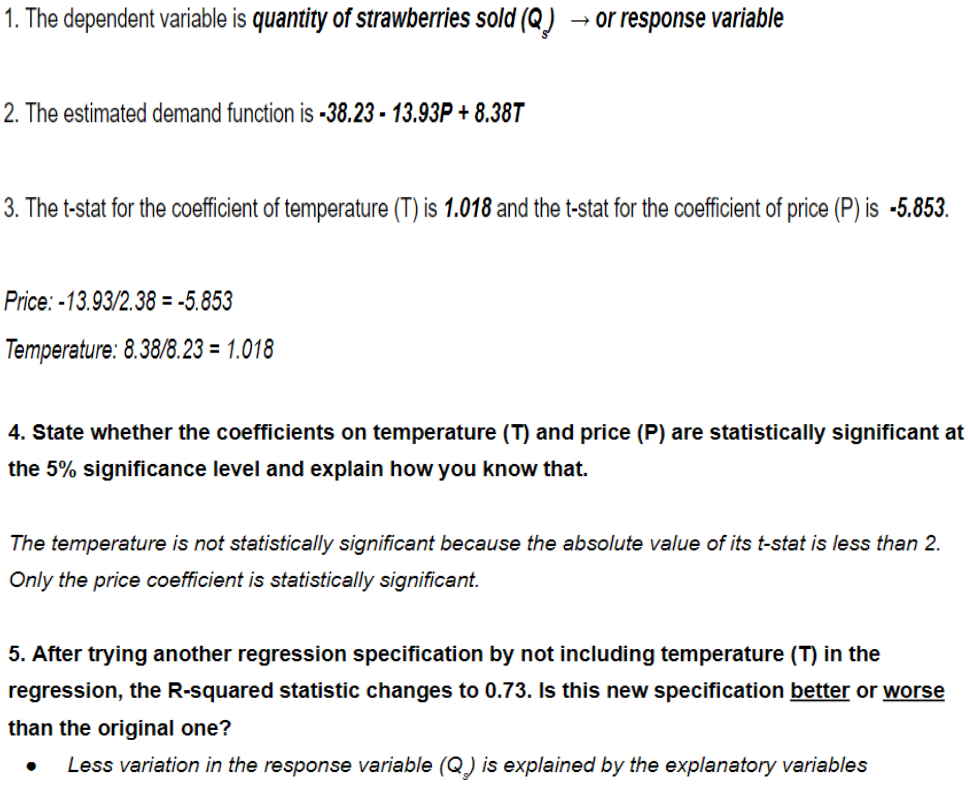 1. The dependent variable is quantity of strawberries sold (Qs) → or response variable
2. The estimated demand function is -38.23 - 13.93P + 8.38T
3. The t-stat for the coefficient of temperature (T) is 1.018 and the t-stat for the coefficient of price (P) is -5.853.
Price: -13.93/2.38 = -5.853
Temperature: 8.38/8.23 = 1.018
4. State whether the coefficients on temperature (T) and price (P) are statistically significant at
the 5% significance level and explain how you know that.
The temperature is not statistically significant because the absolute value of its t-stat is less than 2.
Only the price coefficient is statistically significant.
5. After trying another regression specification by not including temperature (T) in the
regression, the R-squared statistic changes to 0.73. Is this new specification better or worse
than the original one?
● Less variation in the response variable (Qs) is explained by the explanatory variables